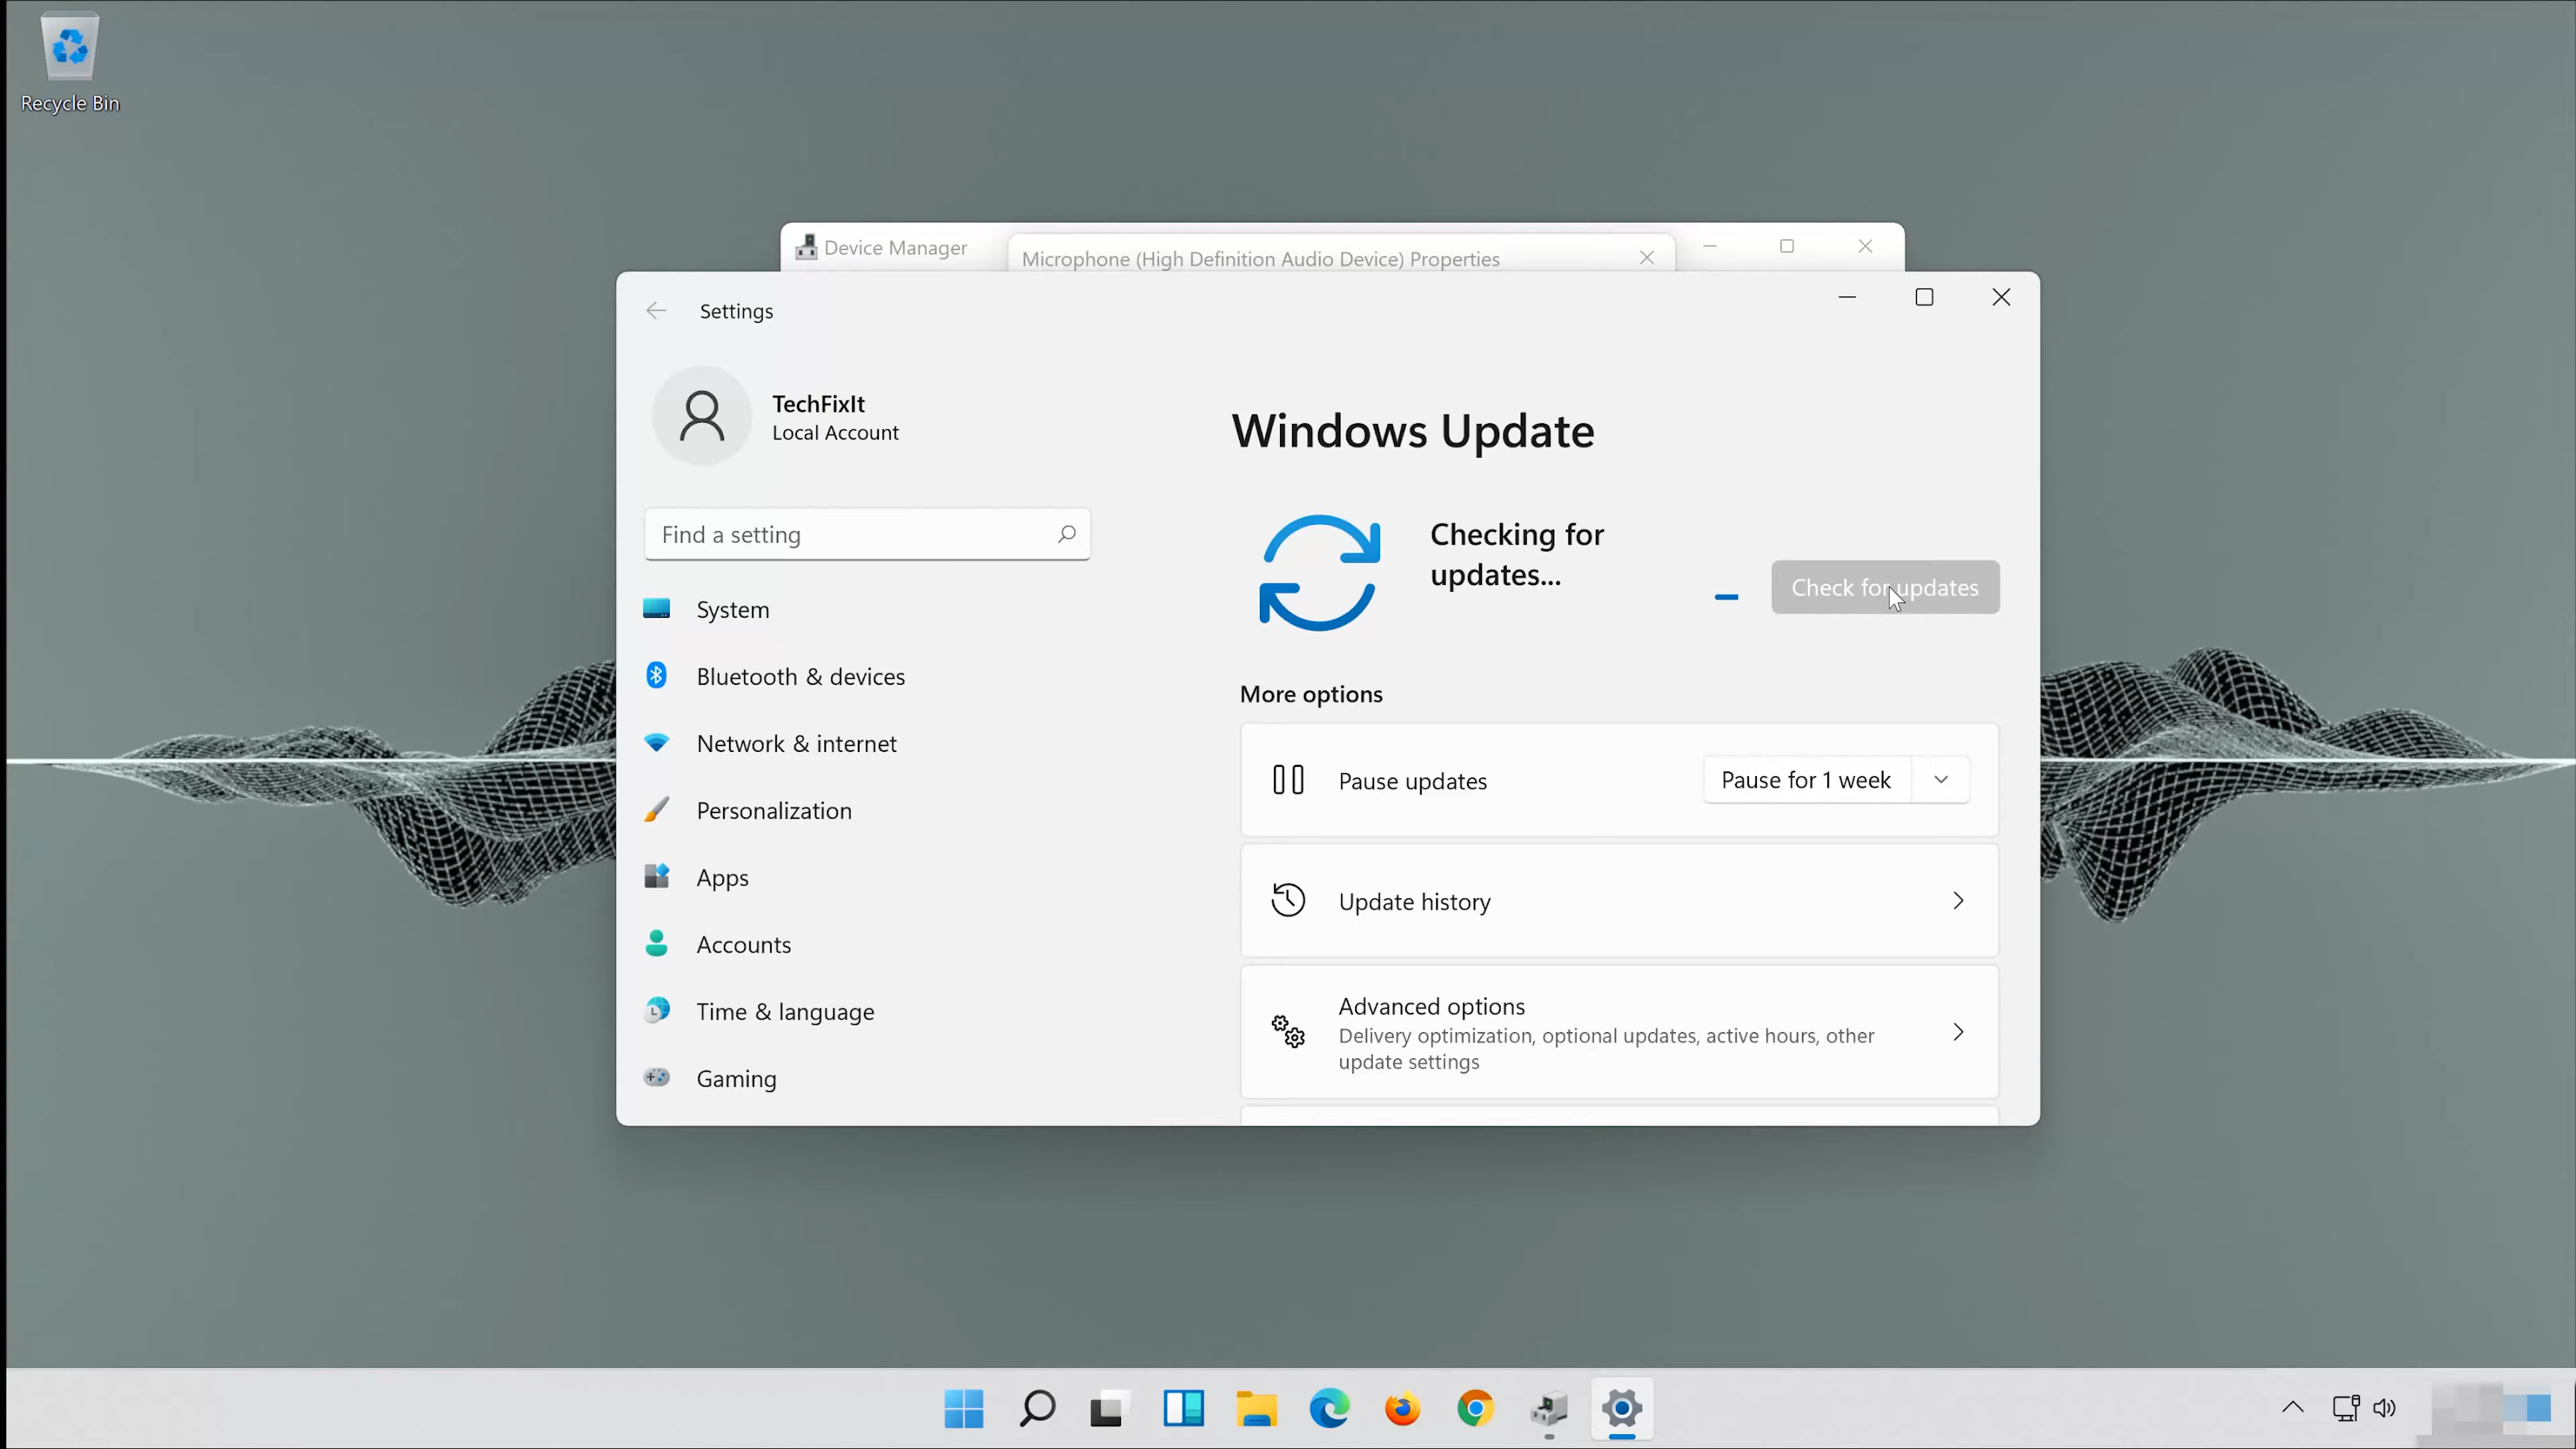 Recycle Bin
Device Manager
Microphone (High Definition Audio Device) Properties
Settings
TechFixIt
Local Account
Find a setting
System
Bluetooth & devices
Network & internet
Personalization
Apps
Accounts
Time & language
Gaming
Windows Update
Checking for
updates...
Check for updates
More options
Pause updates
Pause for 1 week
Update history
Advanced options
Delivery optimization, optional updates, active hours, other
update settings